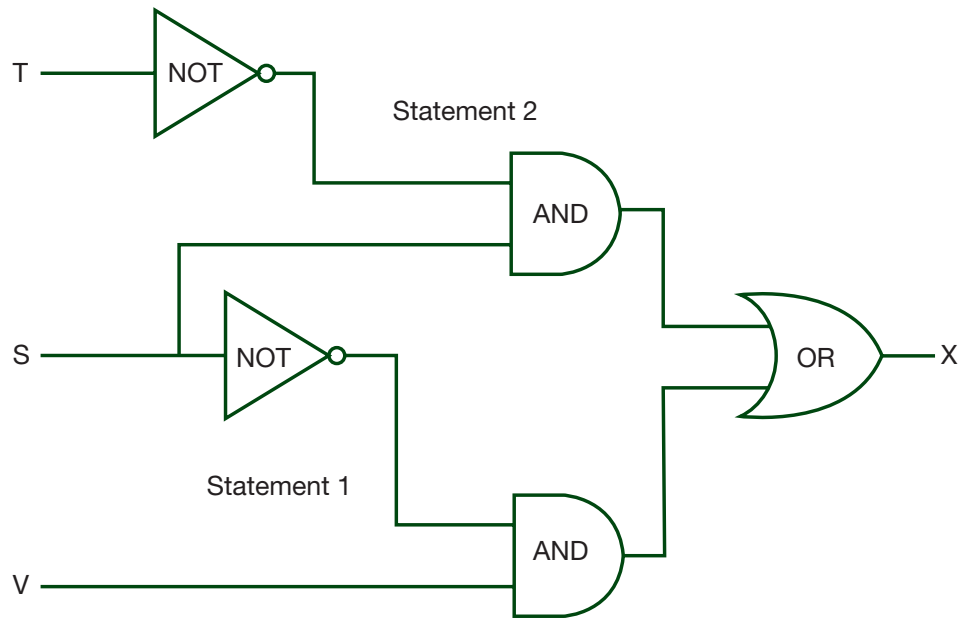 T
NOT
Statement 2
AND
S
NOT
OR
X
Statement 1
AND
V